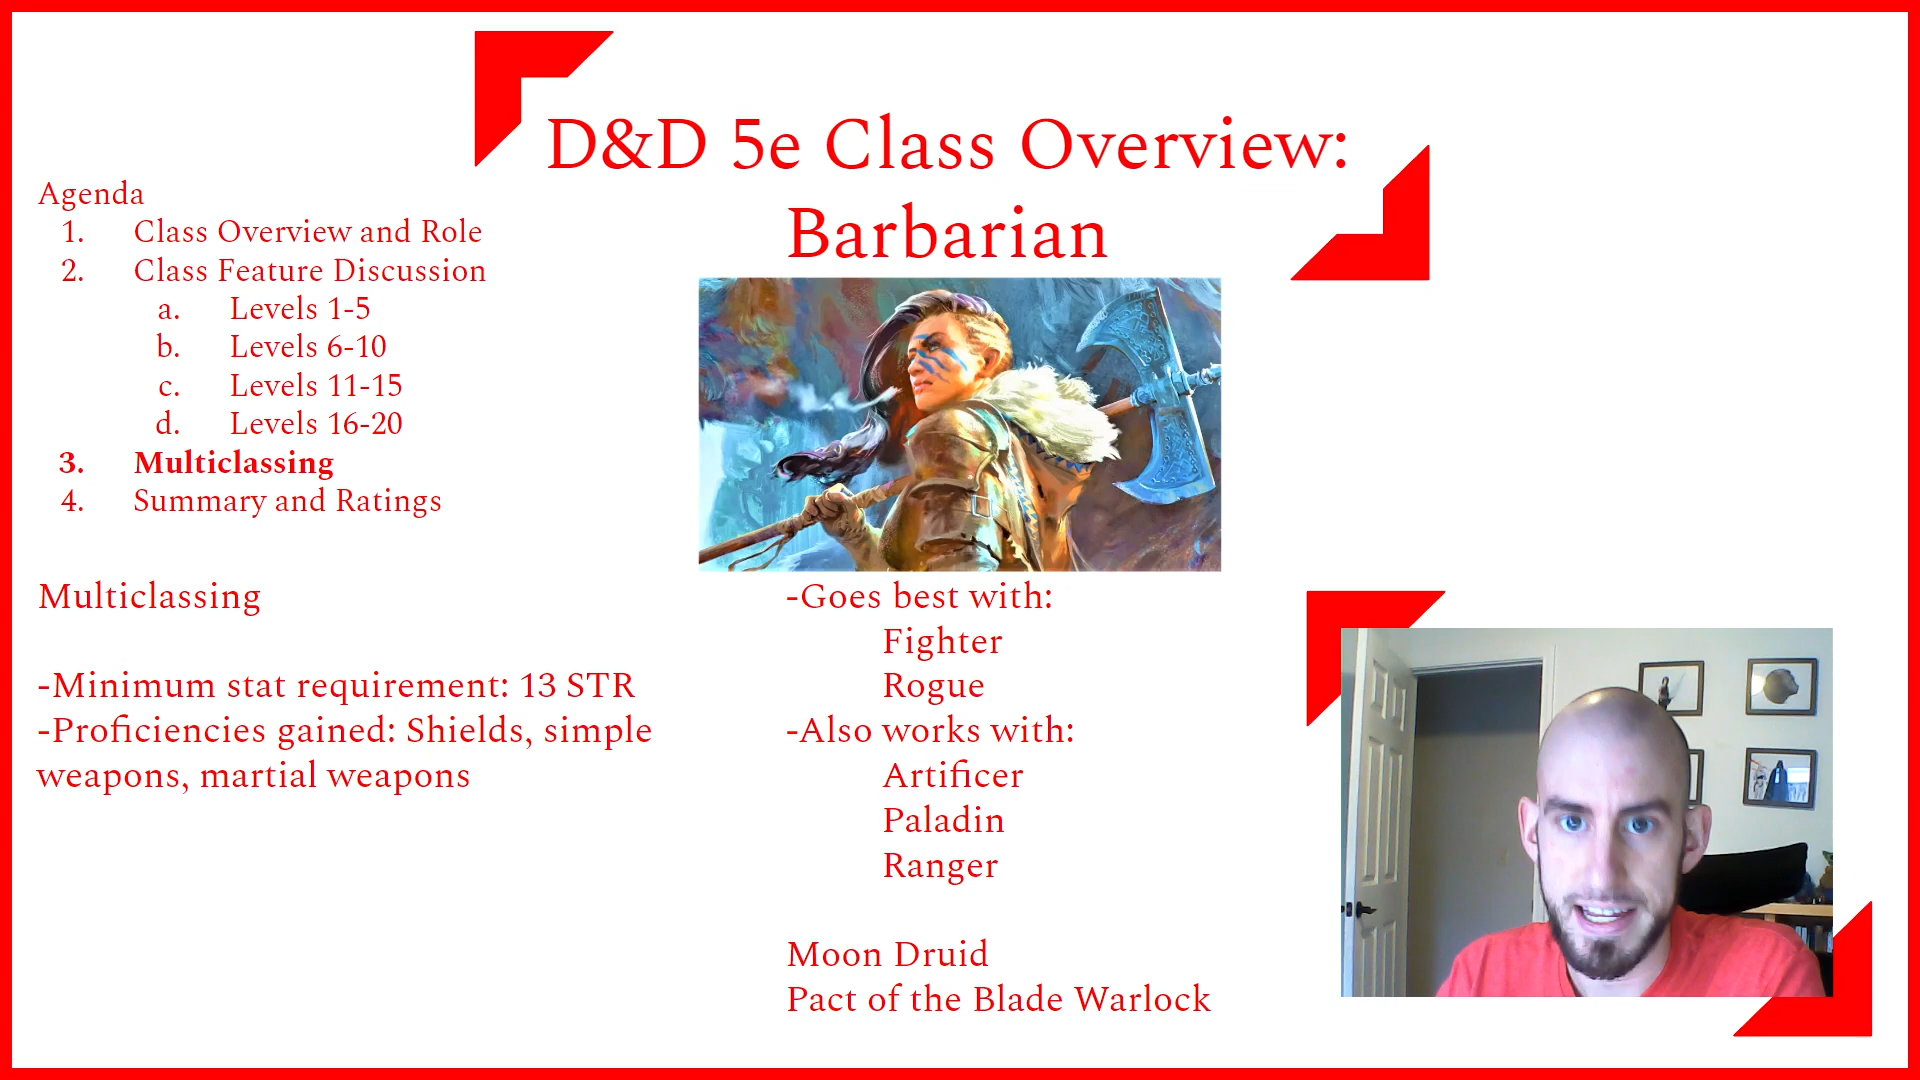 D&D 5e Class Overview:
Barbarian
Agenda
1. Class Overview and Role
2. Class Feature Discussion
a. Levels 1-5
b. Levels 6-10
c. Levels 11-15
d. Levels 16-20
3. Multiclassing
4. Summary and Ratings
Multiclassing
-Minimum stat requirement: 13 STR
-Proficiencies gained: Shields, simple
weapons, martial weapons
-Goes best with:
Fighter
Rogue
-Also works with:
Artificer
Paladin
Ranger
Moon Druid
Pact of the Blade Warlock